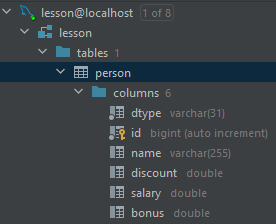 lesson@localhost 1 of 8
lesson
tables 1
person
columns 6
dtype varchar(31)
id bigint (auto increment)
name varchar(255)
discount double
salary double
bonus double